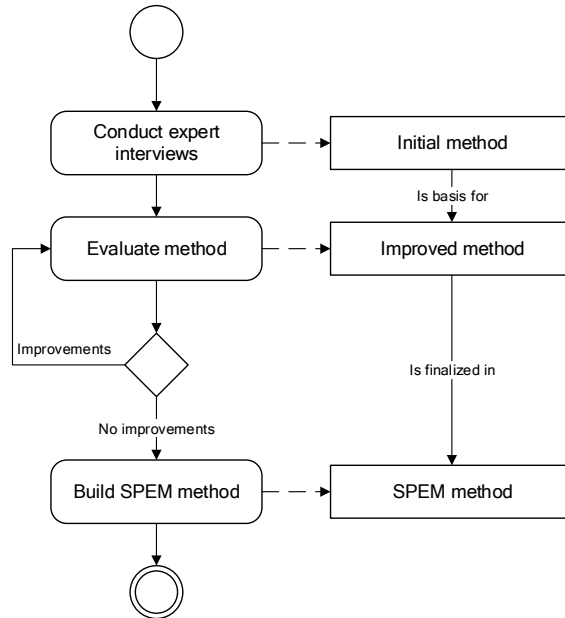 Conduct expert
interviews
Initial method
Is basis for
Evaluate method
Improved method
Improvements
Is finalized in
No improvements
Build SPEM method
SPEM method